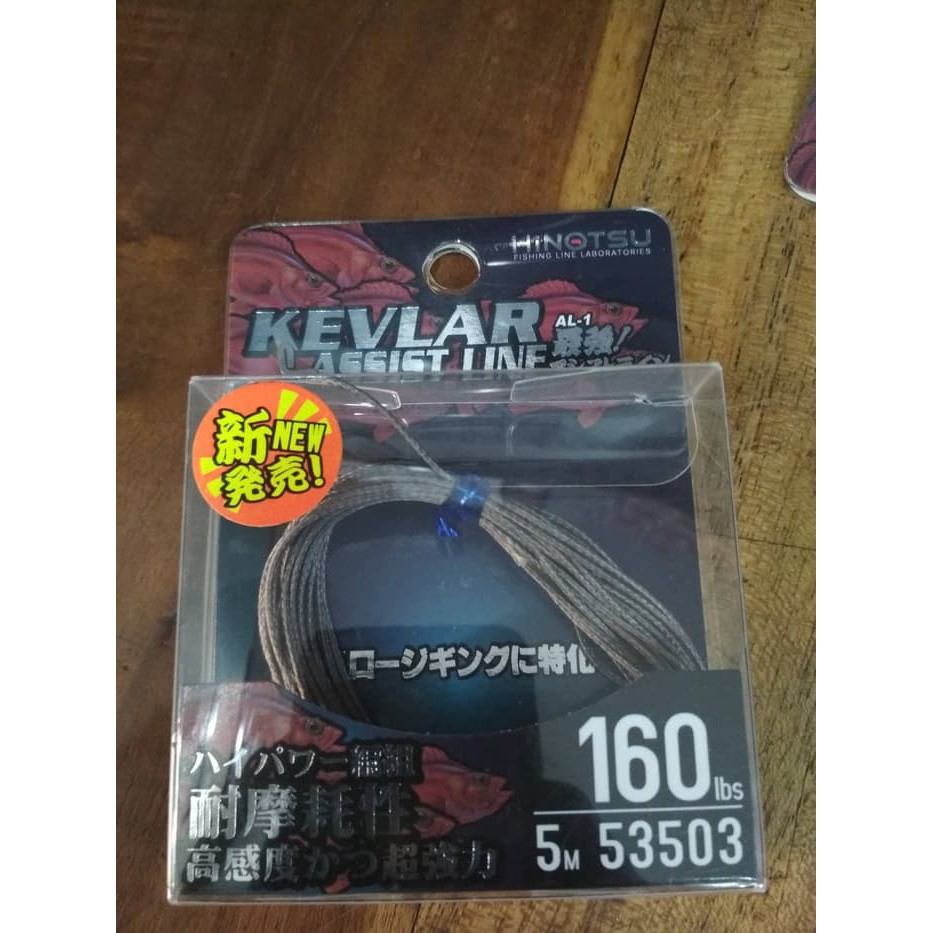 HINOTSU
FISHING LINE LABORATORIES
KEVLAR
AL-1
最強!
ASSIST LINE
新 NEW
発売!
ロージギングに特化
ハイパワー
160 lbs
耐摩耗性
5M 53503
高感度かつ超強力